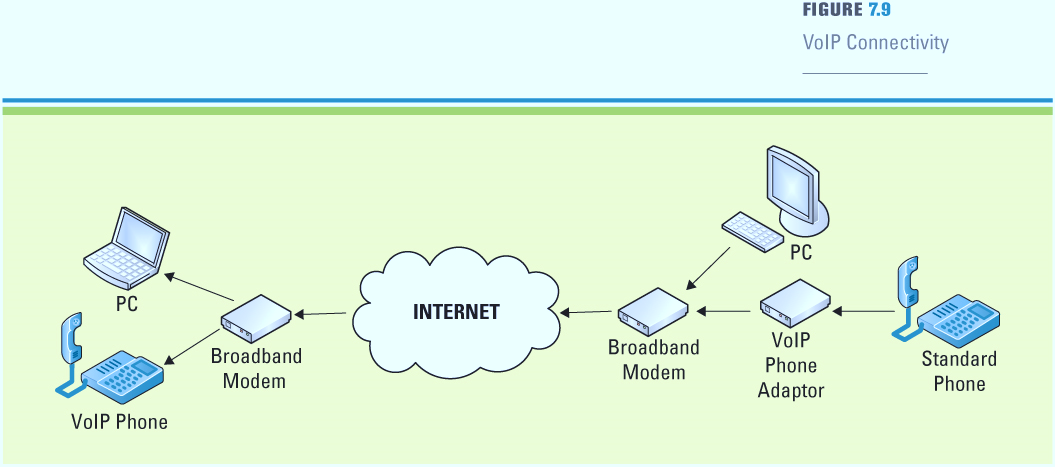 FIGURE 7.9
VoIP Connectivity
PC
VoIP Phone
Broadband
Modem
INTERNET
Broadband
Modem
PC
VoIP
Phone
Adaptor
Standard
Phone